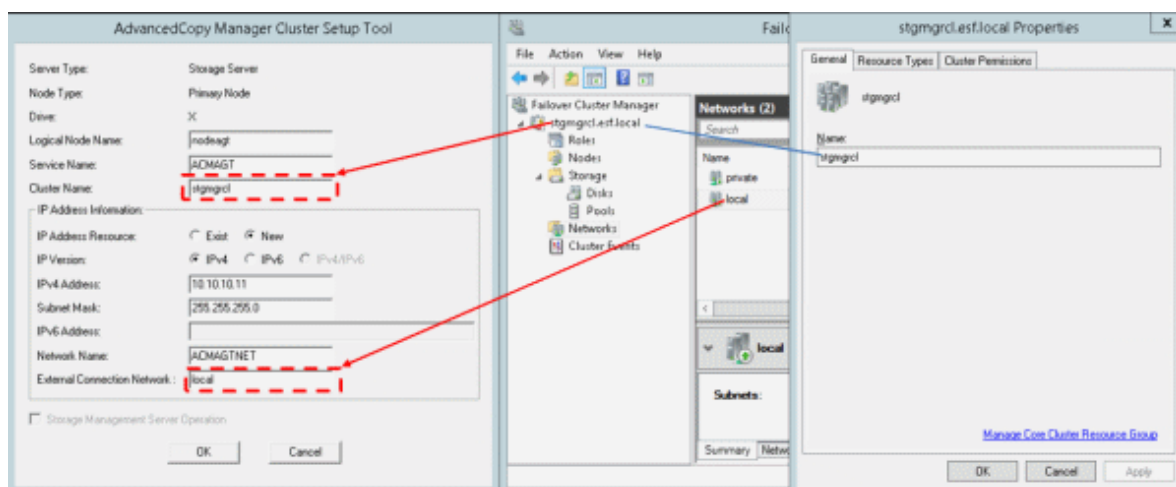 AdvancedCopy Manager Cluster Setup Tool
Server Type: Storage Server
Node Type: Primary Node
Drive: X
Logical Node Name: nodeagt
Service Name: ACMAGT
Cluster Name: stgmgrcl
IP Address Information:
IP Address Resource: Exist New
IP Version: IPv4 IPv6 IPv4/IPv6
IPv4 Address: 10.10.10.11
Subnet Mask: 255.255.255.0
IPv6 Address:
Network Name: ACMAGTNET
External Connection Network : local
Storage Management Server Operation
OK Cancel
Failo
File Action View Help
Failover Cluster Manager
stgmgrcl.esf.local
Roles
Nodes
Storage
Disks
Pools
Networks
Cluster Events
Networks (2)
Search
Name
private
local
local
Subnets:
Summary Netwo
stgmgrcl.esf.local Properties
x
General Resource Types Cluster Permissions
stgmgrcl
Name:
stgmgrcl
Manage Core Cluster Resource Group
OK Cancel Apply